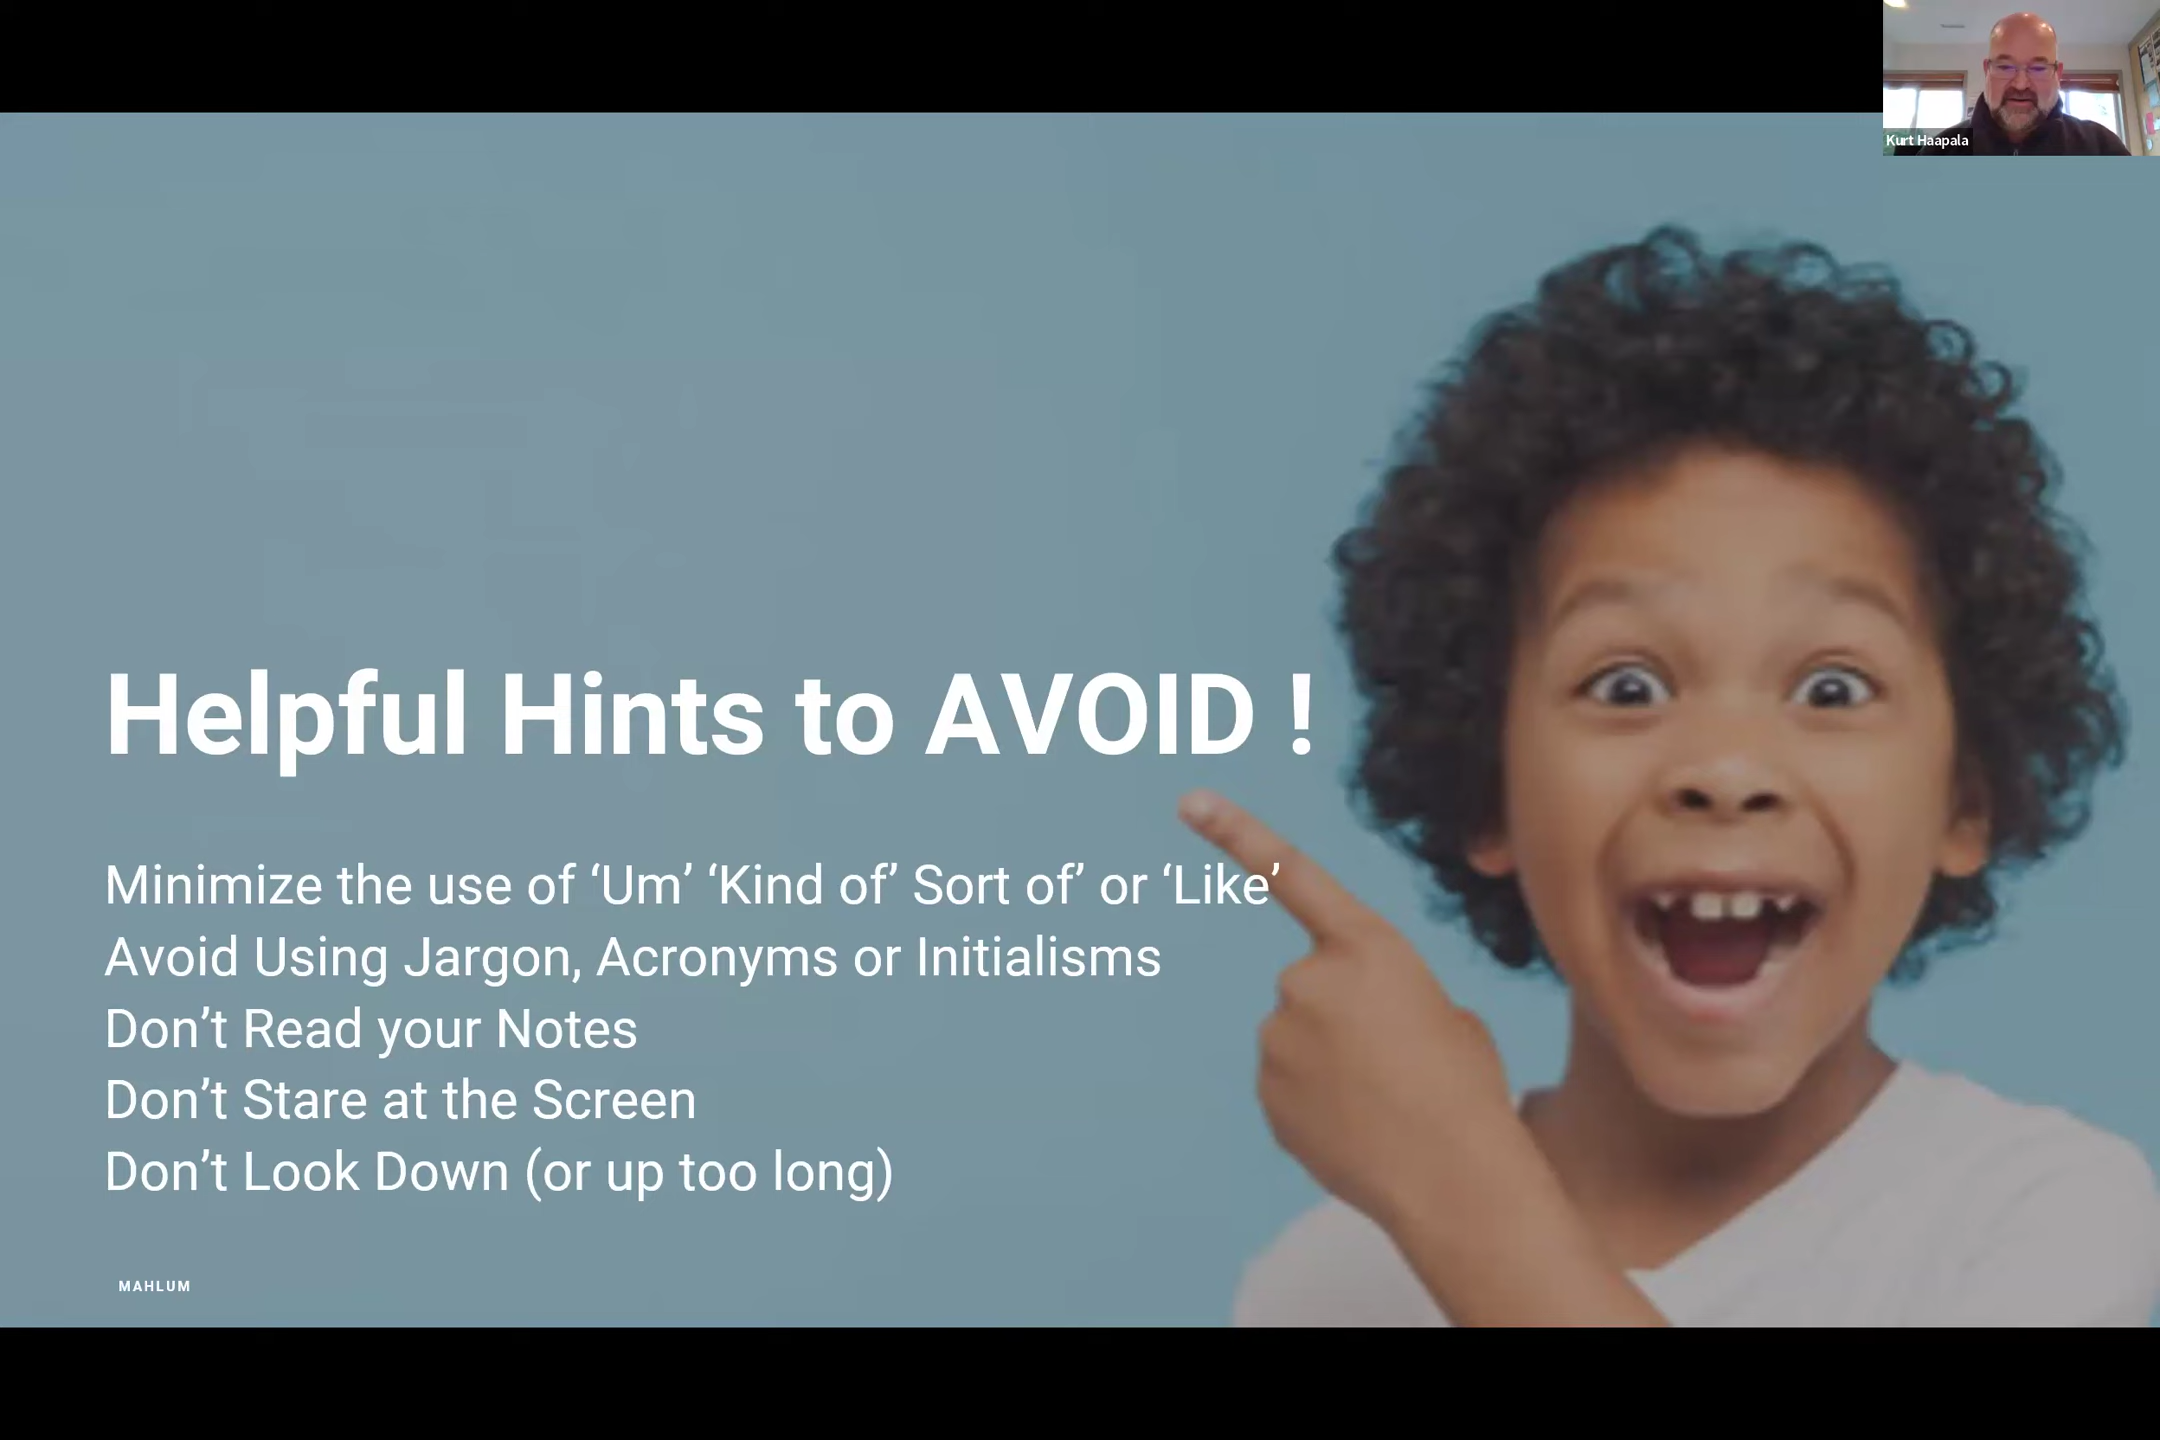 Kurt Haapala
Helpful Hints to AVOID !
Minimize the use of ‘Um’ ‘Kind of’ Sort of’ or ‘Like’
Avoid Using Jargon, Acronyms or Initialisms
Don’t Read your Notes
Don’t Stare at the Screen
Don’t Look Down (or up too long)
MAHLUM